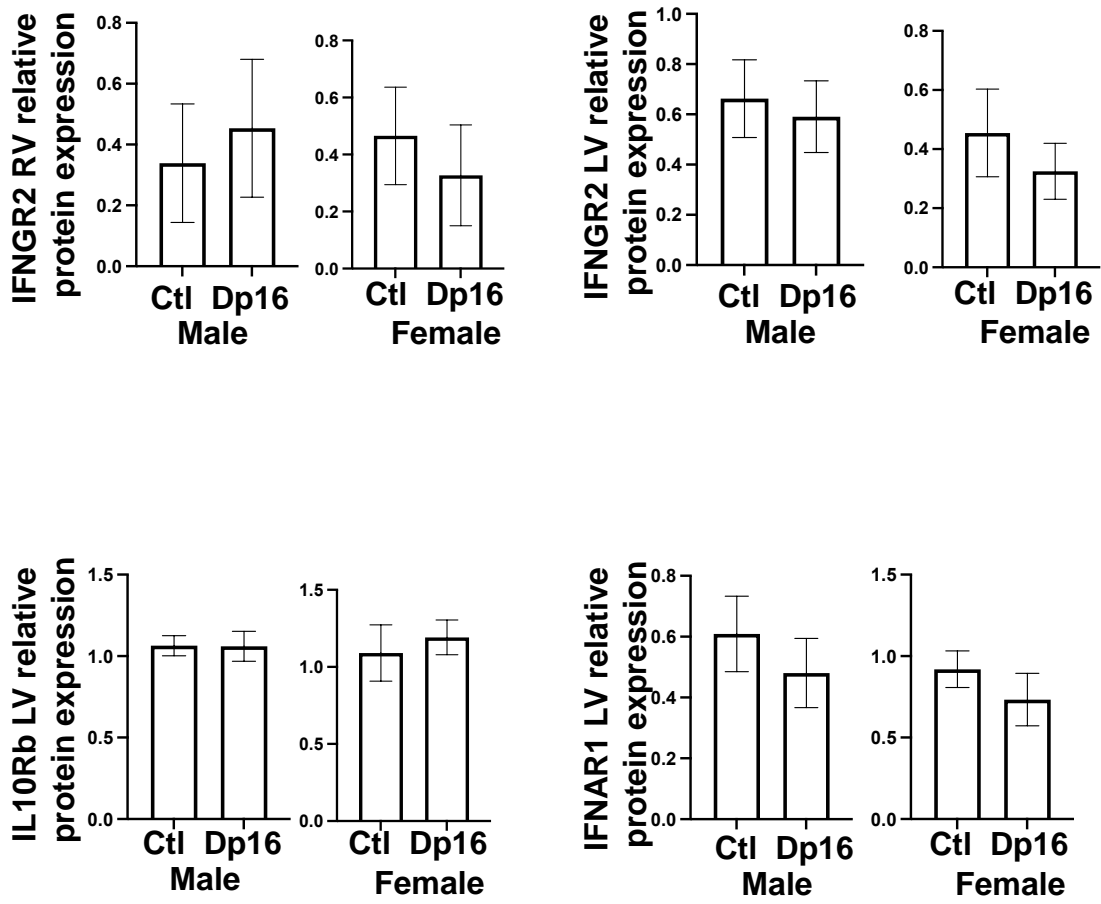 IFNGR2 RV relative
protein expression
0.8
0.6
0.4
0.2
0.0
Ctl Dp16
Male
0.8
0.6
0.4
0.2
0.0
Ctl Dp16
Female
IFNGR2 LV relative
protein expression
1.0
0.8
0.6
0.4
0.2
0.0
Ctl Dp16
Male
0.8
0.6
0.4
0.2
0.0
Ctl Dp16
Female
IL10Rb LV relative
protein expression
1.5
1.0
0.5
0.0
Ctl Dp16
Male
1.5
1.0
0.5
0.0
Ctl Dp16
Female
IFNAR1 LV relative
protein expression
0.8
0.6
0.4
0.2
0.0
Ctl Dp16
Male
1.5
1.0
0.5
0.0
Ctl Dp16
Female